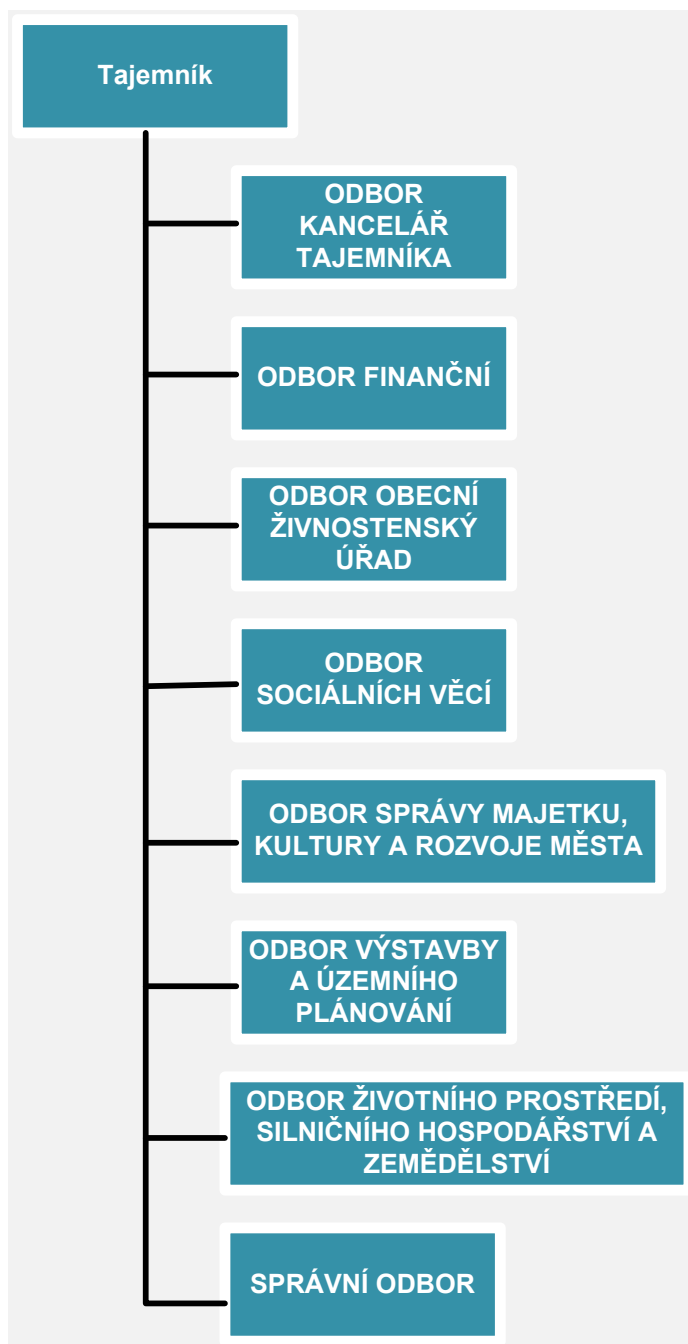 Tajemník
ODBOR
KANCELÁŘ
TAJEMNÍKA
ODBOR FINANČNÍ
ODBOR OBECNÍ
ŽIVNOSTENSKÝ
ÚŘAD
ODBOR
SOCIÁLNÍCH VĚCÍ
ODBOR SPRÁVY MAJETKU,
KULTURY A ROZVOJE MĚSTA
ODBOR VÝSTAVBY
A ÚZEMNÍHO
PLÁNOVÁNÍ
ODBOR ŽIVOTNÍHO PROSTŘEDÍ,
SILNIČNÍHO HOSPODÁŘSTVÍ A
ZEMĚDĚLSTVÍ
SPRÁVNÍ ODBOR